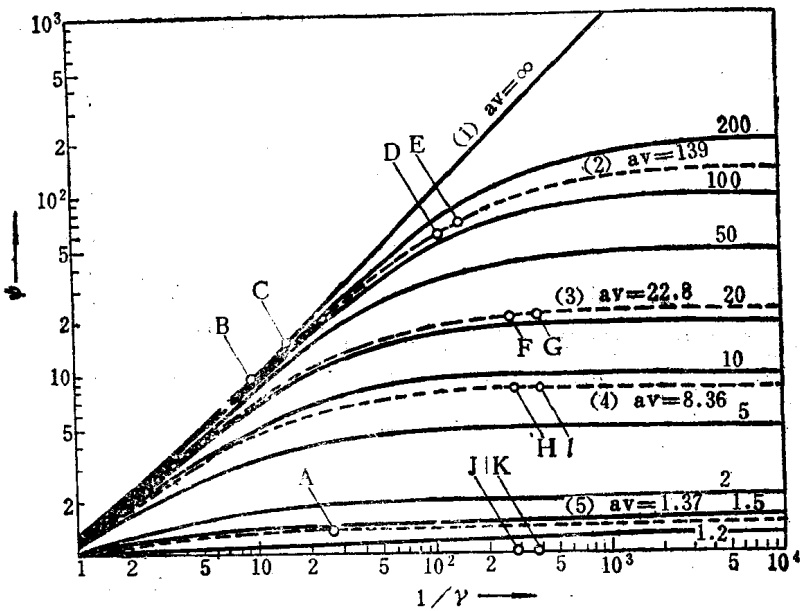 10³
5
2
10²
5
2
10
5
2
1
ψ
(1) av=∞
200
(2) av=139
100
50
(3) av=22.8 20
10
(4) av=8.36
5
2
(5) av=1.37 1.5
1.2
D E
C
B
F G
H I
A
J K
1 2 5 10 2 5 10² 2 5 10³ 2 5 10⁴
1/γ